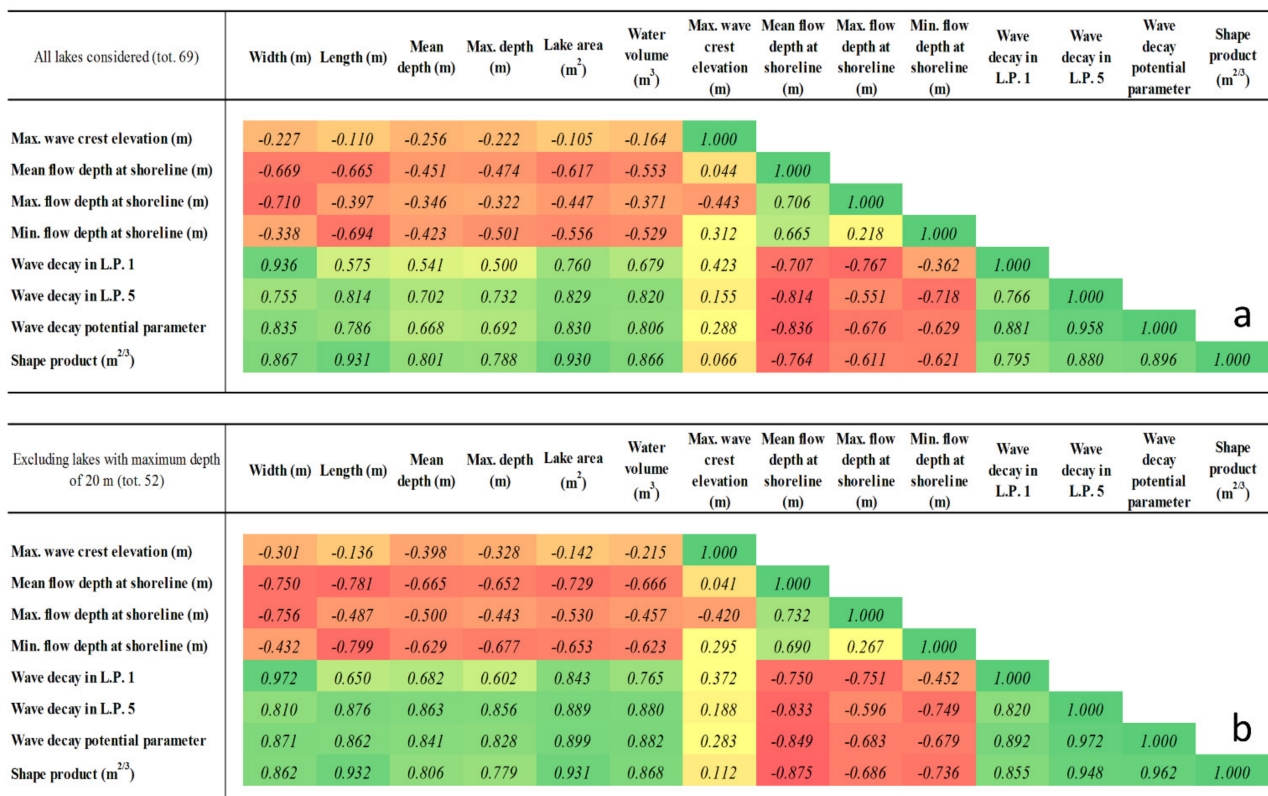 All lakes considered (tot. 69) Width (m) Length (m) Mean depth (m) Max. depth (m) Lake area (m²) Water volume (m³) Max. wave crest elevation (m) Mean flow depth at shoreline (m) Max. flow depth at shoreline (m) Min. flow depth at shoreline (m) Wave decay in L.P. 1 Wave decay in L.P. 5 Wave decay potential parameter Shape product (m^2/3)
Max. wave crest elevation (m) -0.227 -0.110 -0.256 -0.222 -0.105 -0.164 1.000
Mean flow depth at shoreline (m) -0.669 -0.665 -0.451 -0.474 -0.617 -0.553 0.044 1.000
Max. flow depth at shoreline (m) -0.710 -0.397 -0.346 -0.322 -0.447 -0.371 -0.443 0.706 1.000
Min. flow depth at shoreline (m) -0.338 -0.694 -0.423 -0.501 -0.556 -0.529 0.312 0.665 0.218 1.000
Wave decay in L.P. 1 0.936 0.575 0.541 0.500 0.760 0.679 0.423 -0.707 -0.767 -0.362 1.000
Wave decay in L.P. 5 0.755 0.814 0.702 0.732 0.829 0.820 0.155 -0.814 -0.551 -0.718 0.766 1.000
Wave decay potential parameter 0.835 0.786 0.668 0.692 0.830 0.806 0.288 -0.836 -0.676 -0.629 0.881 0.958 1.000 a
Shape product (m^2/3) 0.867 0.931 0.801 0.788 0.930 0.866 0.066 -0.764 -0.611 -0.621 0.795 0.880 0.896 1.000
Excluding lakes with maximum depth of 20 m (tot. 52) Width (m) Length (m) Mean depth (m) Max. depth (m) Lake area (m²) Water volume (m³) Max. wave crest elevation (m) Mean flow depth at shoreline (m) Max. flow depth at shoreline (m) Min. flow depth at shoreline (m) Wave decay in L.P. 1 Wave decay in L.P. 5 Wave decay potential parameter Shape product (m^2/3)
Max. wave crest elevation (m) -0.301 -0.136 -0.398 -0.328 -0.142 -0.215 1.000
Mean flow depth at shoreline (m) -0.750 -0.781 -0.665 -0.652 -0.729 -0.666 0.041 1.000
Max. flow depth at shoreline (m) -0.756 -0.487 -0.500 -0.443 -0.530 -0.457 -0.420 0.732 1.000
Min. flow depth at shoreline (m) -0.432 -0.799 -0.629 -0.677 -0.653 -0.623 0.295 0.690 0.267 1.000
Wave decay in L.P. 1 0.972 0.650 0.682 0.602 0.843 0.765 0.372 -0.750 -0.751 -0.452 1.000
Wave decay in L.P. 5 0.810 0.876 0.863 0.856 0.889 0.880 0.188 -0.833 -0.596 -0.749 0.820 1.000
Wave decay potential parameter 0.871 0.862 0.841 0.828 0.899 0.882 0.283 -0.849 -0.683 -0.679 0.892 0.972 1.000 b
Shape product (m^2/3) 0.862 0.932 0.806 0.779 0.931 0.868 0.112 -0.875 -0.686 -0.736 0.855 0.948 0.962 1.000